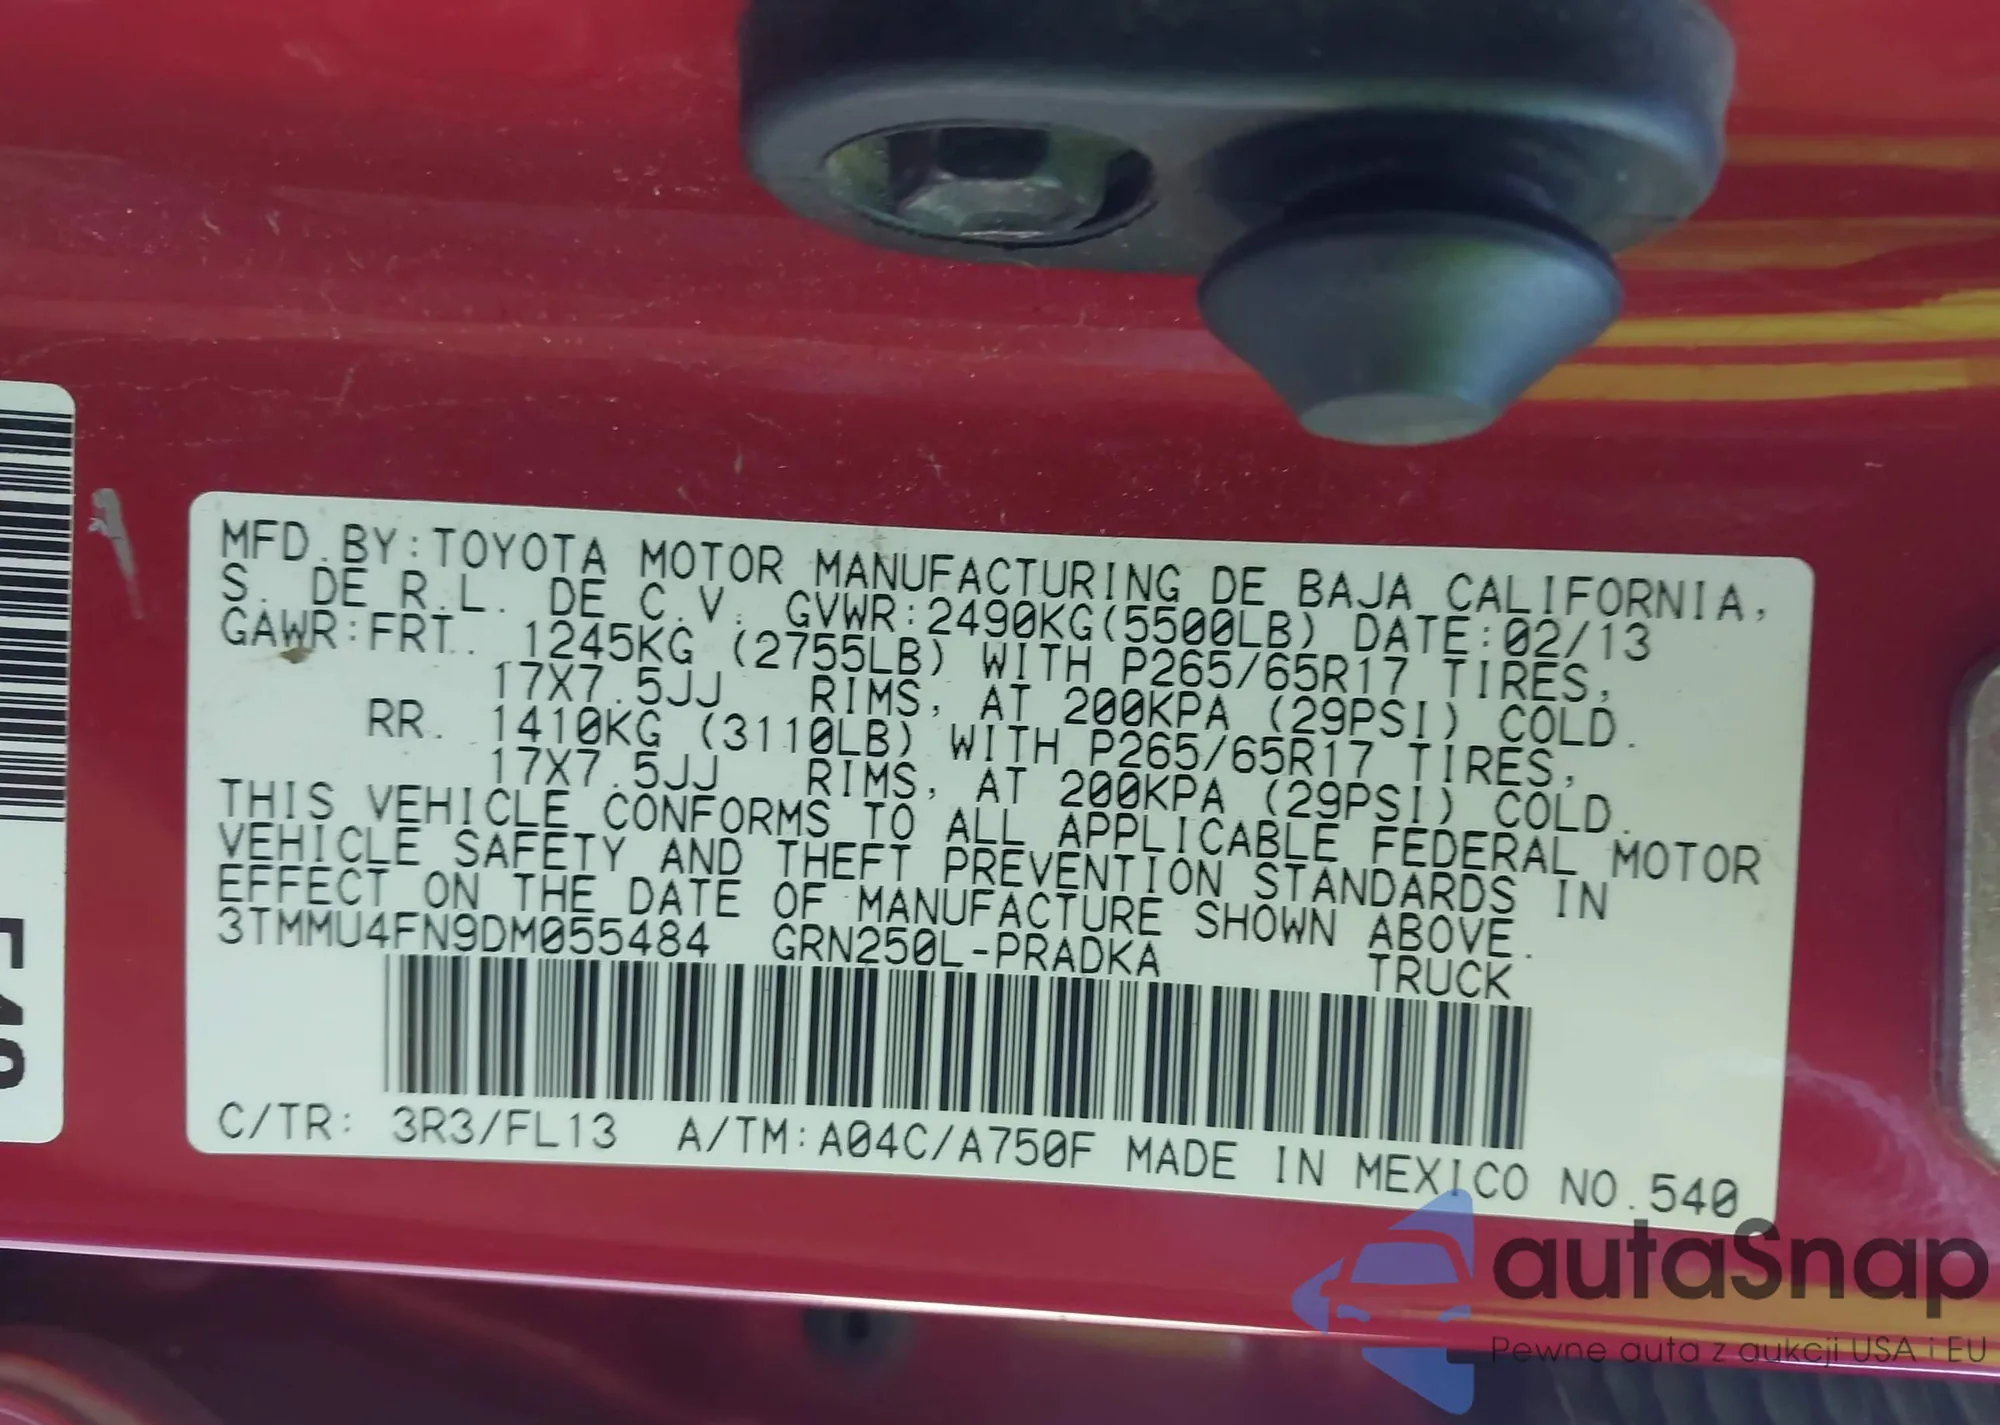 MFD.BY:TOYOTA MOTOR MANUFACTURING DE BAJA CALIFORNIA,
S. DE R.L. DE C.V. GVWR:2490KG(5500LB) DATE:02/13
GAWR:FRT. 1245KG (2755LB) WITH P265/65R17 TIRES,
17X7.5JJ RIMS, AT 200KPA (29PSI) COLD.
RR. 1410KG (3110LB) WITH P265/65R17 TIRES,
17X7.5JJ RIMS, AT 200KPA (29PSI) COLD.
THIS VEHICLE CONFORMS TO ALL APPLICABLE FEDERAL MOTOR
VEHICLE SAFETY AND THEFT PREVENTION STANDARDS IN
EFFECT ON THE DATE OF MANUFACTURE SHOWN ABOVE.
3TMMU4FN9DM055484 GRN250L-PRADKA TRUCK
C/TR: 3R3/FL13 A/TM:A04C/A750F MADE IN MEXICO NO.540
autaSnap
Pewne auta z aukcji USA i EU